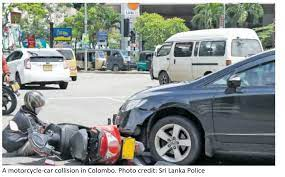 A motorcycle-car collision in Colombo. Photo credit: Sri Lanka Police